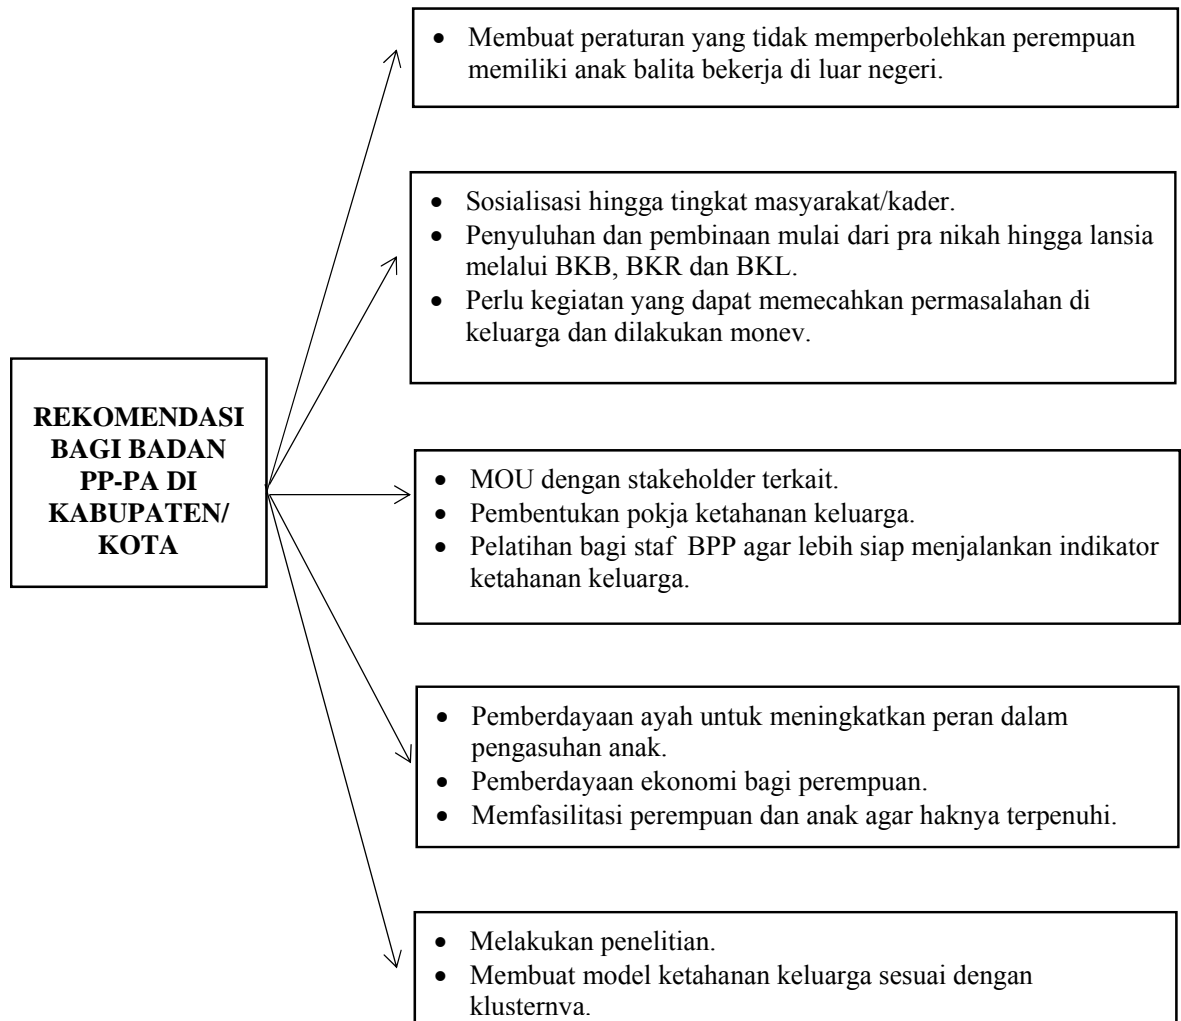 • Membuat peraturan yang tidak memperbolehkan perempuan
memiliki anak balita bekerja di luar negeri.
• Sosialisasi hingga tingkat masyarakat/kader.
• Penyuluhan dan pembinaan mulai dari pra nikah hingga lansia
melalui BKB, BKR dan BKL.
• Perlu kegiatan yang dapat memecahkan permasalahan di
keluarga dan dilakukan monev.
REKOMENDASI
BAGI BADAN
PP-PA DI
KABUPATEN/
KOTA
• MOU dengan stakeholder terkait.
• Pembentukan pokja ketahanan keluarga.
• Pelatihan bagi staf BPP agar lebih siap menjalankan indikator
ketahanan keluarga.
• Pemberdayaan ayah untuk meningkatkan peran dalam
pengasuhan anak.
• Pemberdayaan ekonomi bagi perempuan.
• Memfasilitasi perempuan dan anak agar haknya terpenuhi.
• Melakukan penelitian.
• Membuat model ketahanan keluarga sesuai dengan
klusternya.